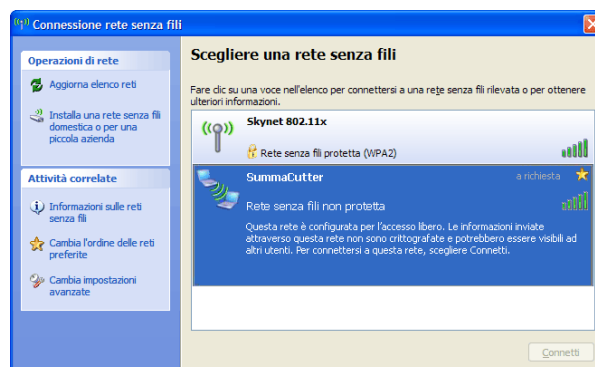 Connessione rete senza fili
Operazioni di rete
Aggiorna elenco reti
Installa una rete senza fili
domestica o per una
piccola azienda
Attività correlate
Informazioni sulle reti
senza fili
Cambia l'ordine delle reti
preferite
Cambia impostazioni
avanzate
Scegliere una rete senza fili
Fare clic su una voce nell'elenco per connettersi a una rete senza fili rilevata o per ottenere
ulteriori informazioni.
Skynet 802.11x
Rete senza fili protetta (WPA2)
SummaCutter
a richiesta
Rete senza fili non protetta
Questa rete è configurata per l'accesso libero. Le informazioni inviate
attraverso questa rete non sono crittografate e potrebbero essere visibili ad
altri utenti. Per connettersi a questa rete, scegliere Connetti.
Connetti